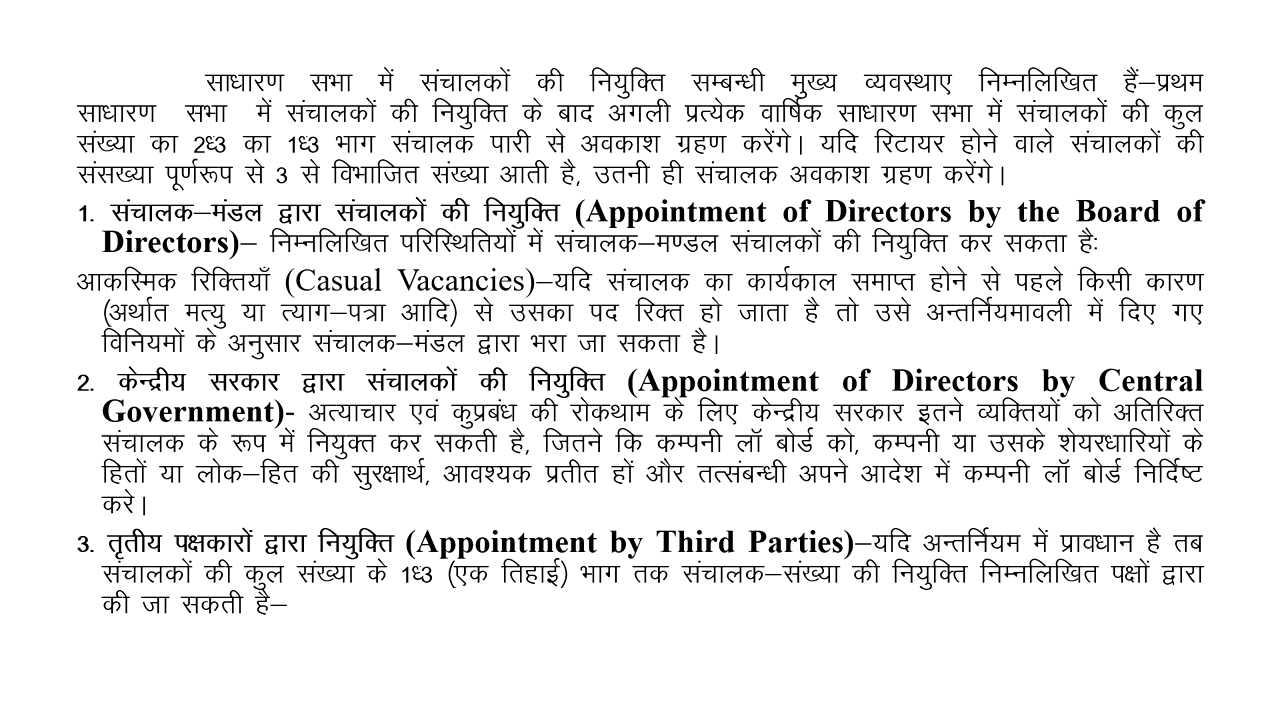 साधारण सभा में संचालकों की नियुक्ति सम्बन्धी मुख्य व्यवस्थाए निम्नलिखित हैं–प्रथम
साधारण सभा में संचालकों की नियुक्ति के बाद अगली प्रत्येक वार्षिक साधारण सभा में संचालकों की कुल
संख्या का 2ध्3 का 1ध्3 भाग संचालक पारी से अवकाश ग्रहण करेंगे। यदि रिटायर होने वाले संचालकों की
संसख्या पूर्णरूप से 3 से विभाजित संख्या आती है, उतनी ही संचालक अवकाश ग्रहण करेंगे।
1. संचालक–मंडल द्वारा संचालकों की नियुक्ति (Appointment of Directors by the Board of
Directors)– निम्नलिखित परिस्थितियों में संचालक–मण्डल संचालकों की नियुक्ति कर सकता हैः
आकस्मिक रिक्तियाँ (Casual Vacancies)–यदि संचालक का कार्यकाल समाप्त होने से पहले किसी कारण
(अर्थात मत्यु या त्याग–पत्रा आदि) से उसका पद रिक्त हो जाता है तो उसे अन्तर्नियमावली में दिए गए
विनियमों के अनुसार संचालक–मंडल द्वारा भरा जा सकता है।
2. केन्द्रीय सरकार द्वारा संचालकों की नियुक्ति (Appointment of Directors by Central
Government)- अत्याचार एवं कुप्रबंध की रोकथाम के लिए केन्द्रीय सरकार इतने व्यक्तियों को अतिरिक्त
संचालक के रूप में नियुक्त कर सकती है, जितने कि कम्पनी लॉ बोर्ड को, कम्पनी या उसके शेयरधारियों के
हितों या लोक–हित की सुरक्षार्थ, आवश्यक प्रतीत हों और तत्संबन्धी अपने आदेश में कम्पनी लॉ बोर्ड निर्दिष्ट
करे।
3. तृतीय पक्षकारों द्वारा नियुक्ति (Appointment by Third Parties)–यदि अन्तर्नियम में प्रावधान है तब
संचालकों की कुल संख्या के 1ध्3 (एक तिहाई) भाग तक संचालक–संख्या की नियुक्ति निम्नलिखित पक्षों द्वारा
की जा सकती है–